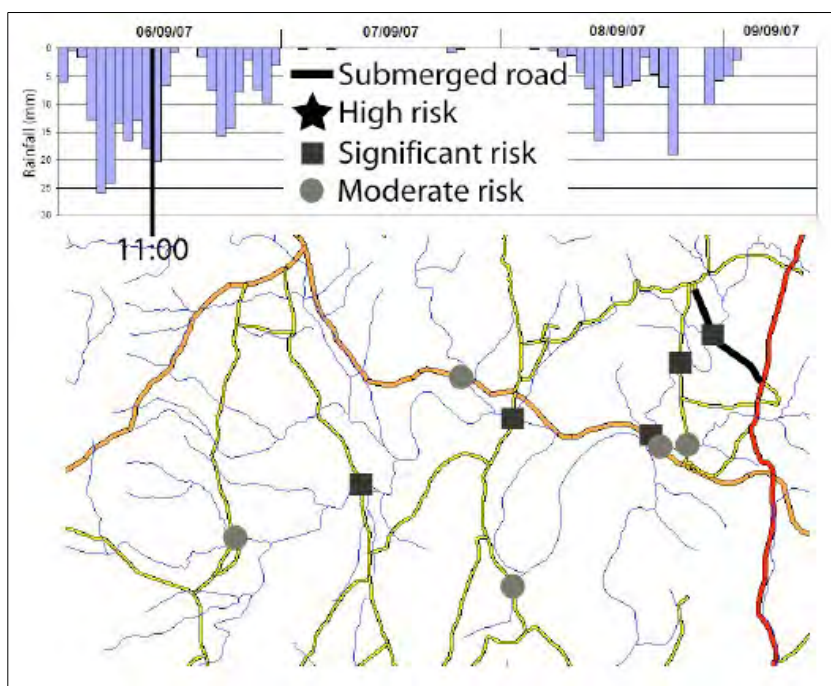 06/09/07 07/09/07 08/09/07 09/09/07
0
5
10
15
20
25
30
Rainfall (mm)
Submerged road
High risk
Significant risk
Moderate risk
11:00